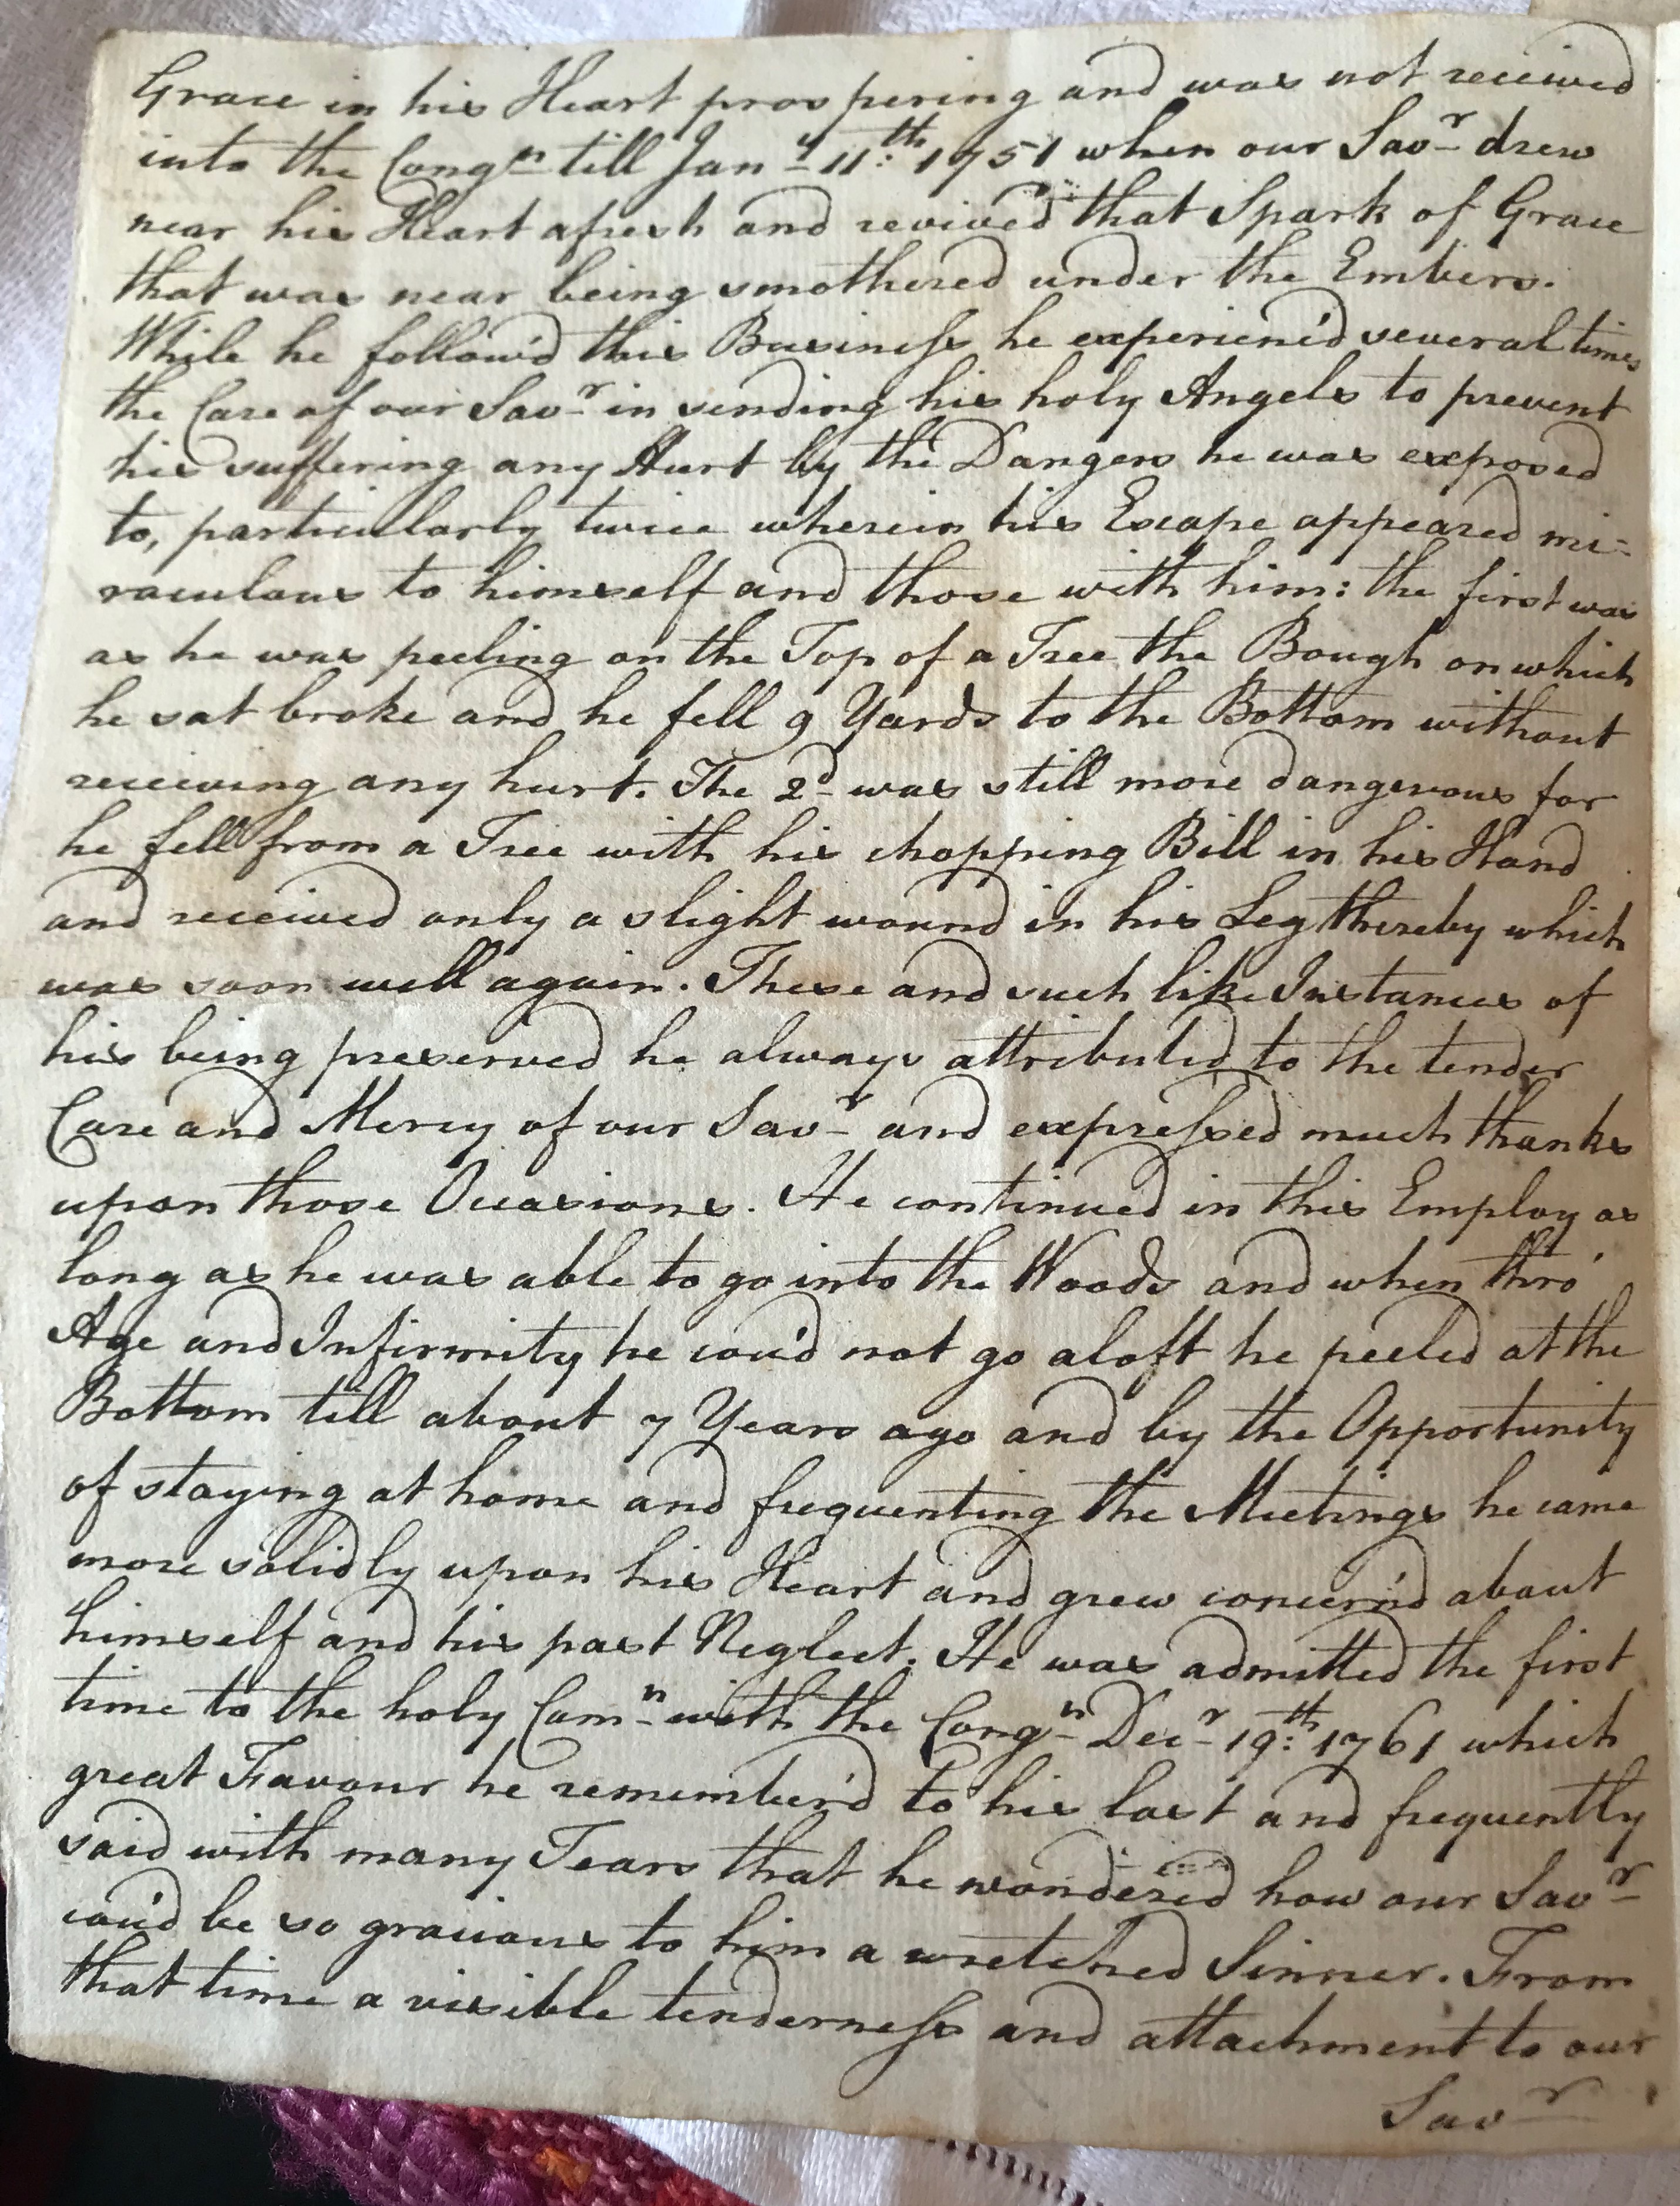 Grace in his Heart prospering and was not received
into the Congn till Jany 11th: 1751 when our Savr drew
near his Heart afresh and revived that Spark of Grace
that was near being smothered under the Embers.
While he follow'd this Business he experienc'd several times
the Care of our Savr in sending his holy Angels to prevent
his suffering any Hurt by the Dangers he was exposed
to, particularly twice wherein his Escape appeared mi-
raculous to himself and those with him: the first was
as he was peeling on the Top of a Tree the Bough on which
he sat broke and he fell 9 Yards to the Bottom without
receiving any hurt. The 2d was still more dangerous for
he fell from a Tree with his chopping Bill in his Hand
and received only a slight wound in his Leg thereby which
was soon well again. These and such like Instances of
his being preserved he always attributed to the tender
Care and Mercy of our Savr and expressed much thanks
upon those Occasions. He continued in this Employ as
long as he was able to go into the Woods and when thro'
Age and Infirmity he cou'd not go aloft he peeled at the
Bottom till about 7 Years ago and by the Opportunity
of staying at home and frequenting the Meetings he came
more solidly upon his Heart and grew concern'd about
himself and his past Neglect. He was admitted the first
time to the holy Comn with the Congn Decr 19th: 1761 which
great Favour he remember'd to his last and frequently
said with many Tears that he wondered how our Savr
cou'd be so gracious to him a wretched Sinner. From
that time a visible tenderness and attachment to our
Savr